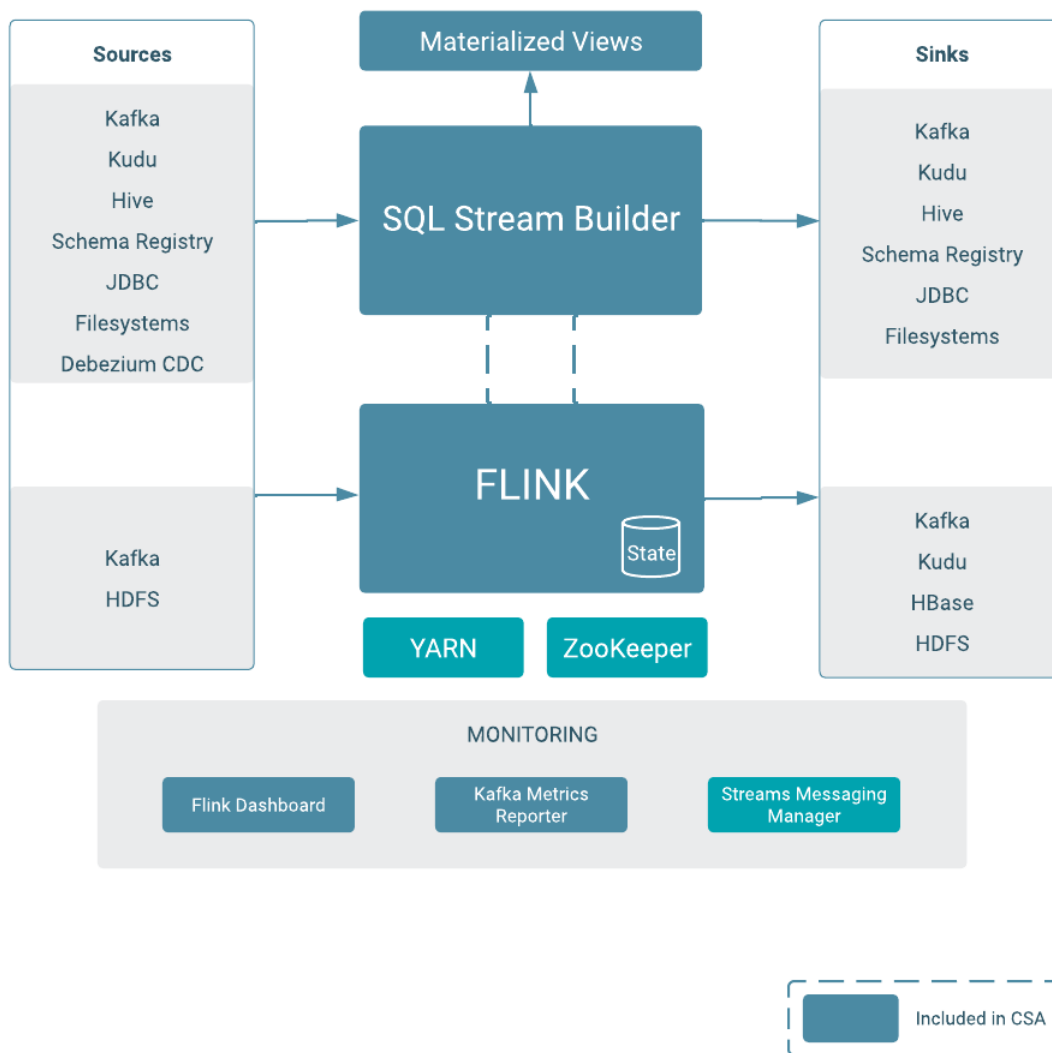 Sources
Kafka
Kudu
Hive
Schema Registry
JDBC
Filesystems
Debezium CDC
Kafka
HDFS
Materialized Views
SQL Stream Builder
FLINK
State
YARN
ZooKeeper
Sinks
Kafka
Kudu
Hive
Schema Registry
JDBC
Filesystems
Kafka
Kudu
HBase
HDFS
MONITORING
Flink Dashboard
Kafka Metrics
Reporter
Streams Messaging
Manager
Included in CSA